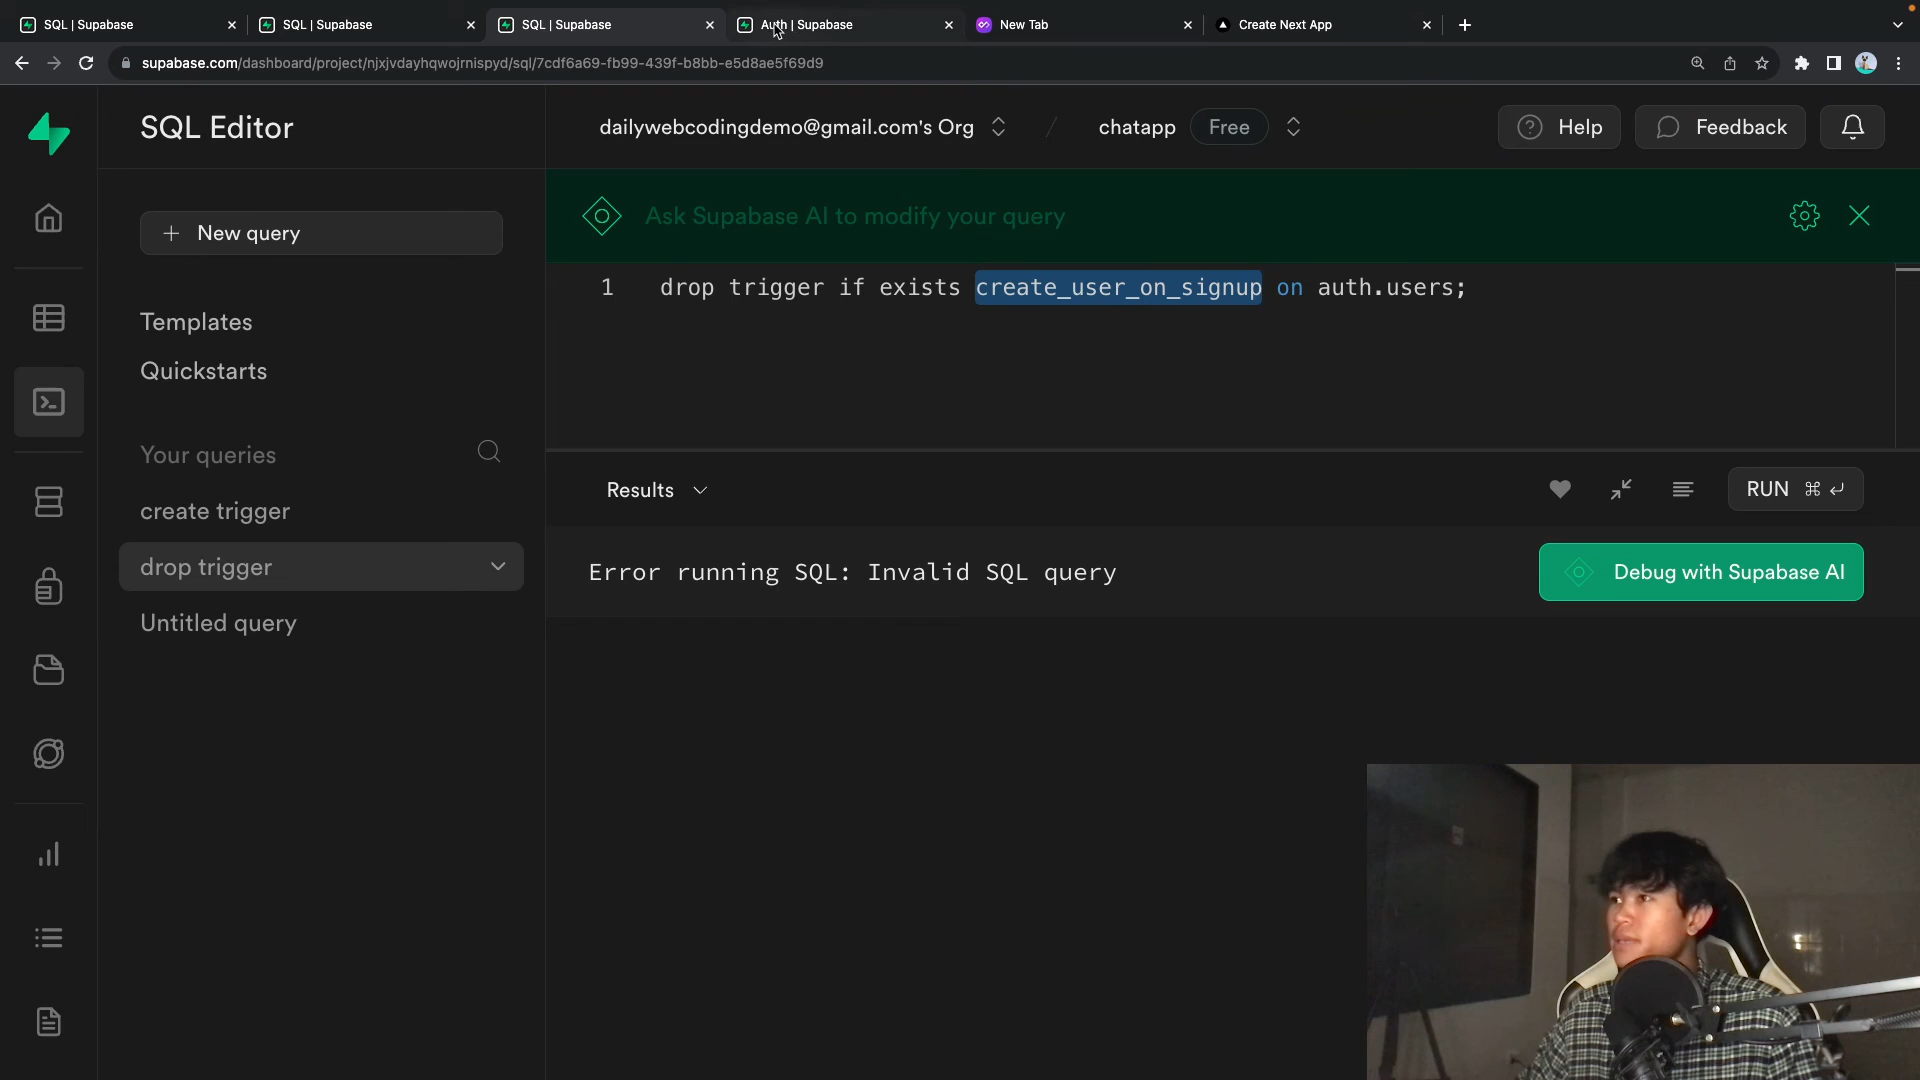 SQL | Supabase
SQL | Supabase
SQL | Supabase
Auth | Supabase
New Tab
Create Next App
supabase.com/dashboard/project/njxjvdayhqwojrnispyd/sql/7cdf6a69-fb99-439f-b8bb-e5d8ae5f69d9
SQL Editor
dailywebcodingdemo@gmail.com's Org / chatapp Free
Help
Feedback
New query
Ask Supabase AI to modify your query
1 drop trigger if exists create_user_on_signup on auth.users;
Templates
Quickstarts
Your queries
create trigger
drop trigger
Untitled query
Results
RUN ⌘ ↵
Error running SQL: Invalid SQL query
Debug with Supabase AI